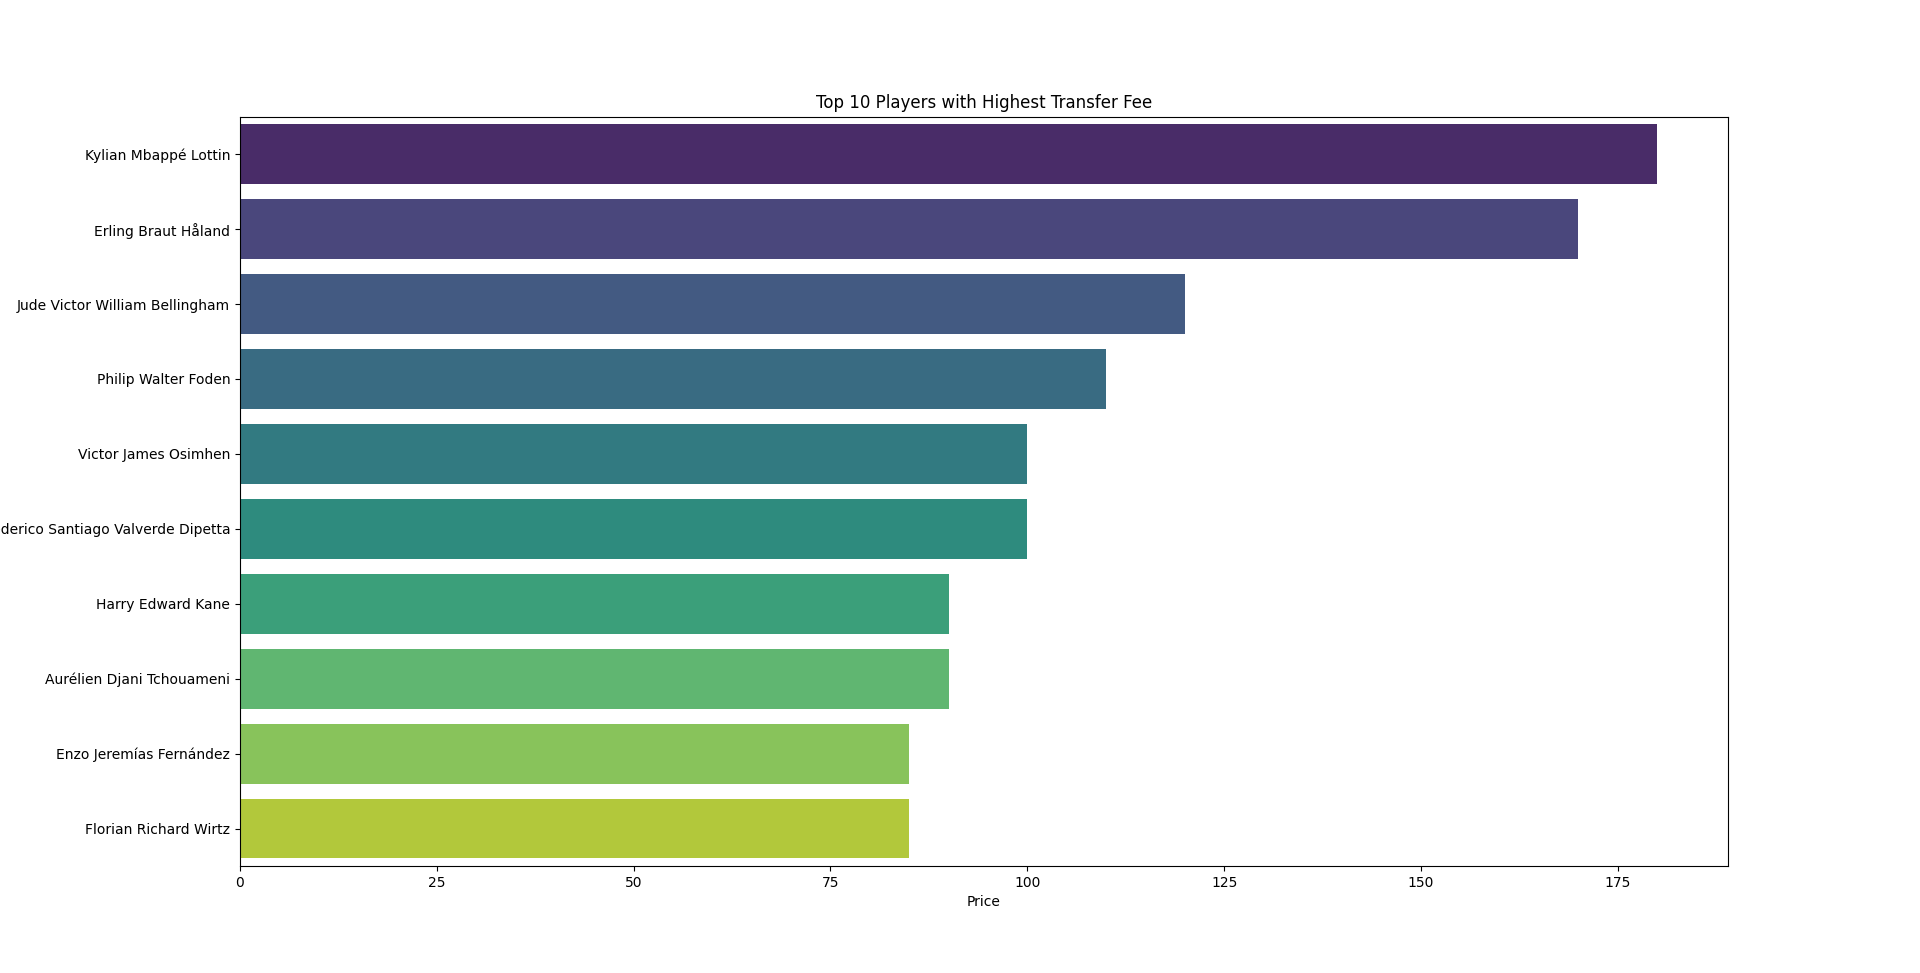 Top 10 Players with Highest Transfer Fee
Kylian Mbappé Lottin
Erling Braut Håland
Jude Victor William Bellingham
Philip Walter Foden
Victor James Osimhen
derico Santiago Valverde Dipetta
Harry Edward Kane
Aurélien Djani Tchouameni
Enzo Jeremías Fernández
Florian Richard Wirtz
0 25 50 75 100 125 150 175
Price